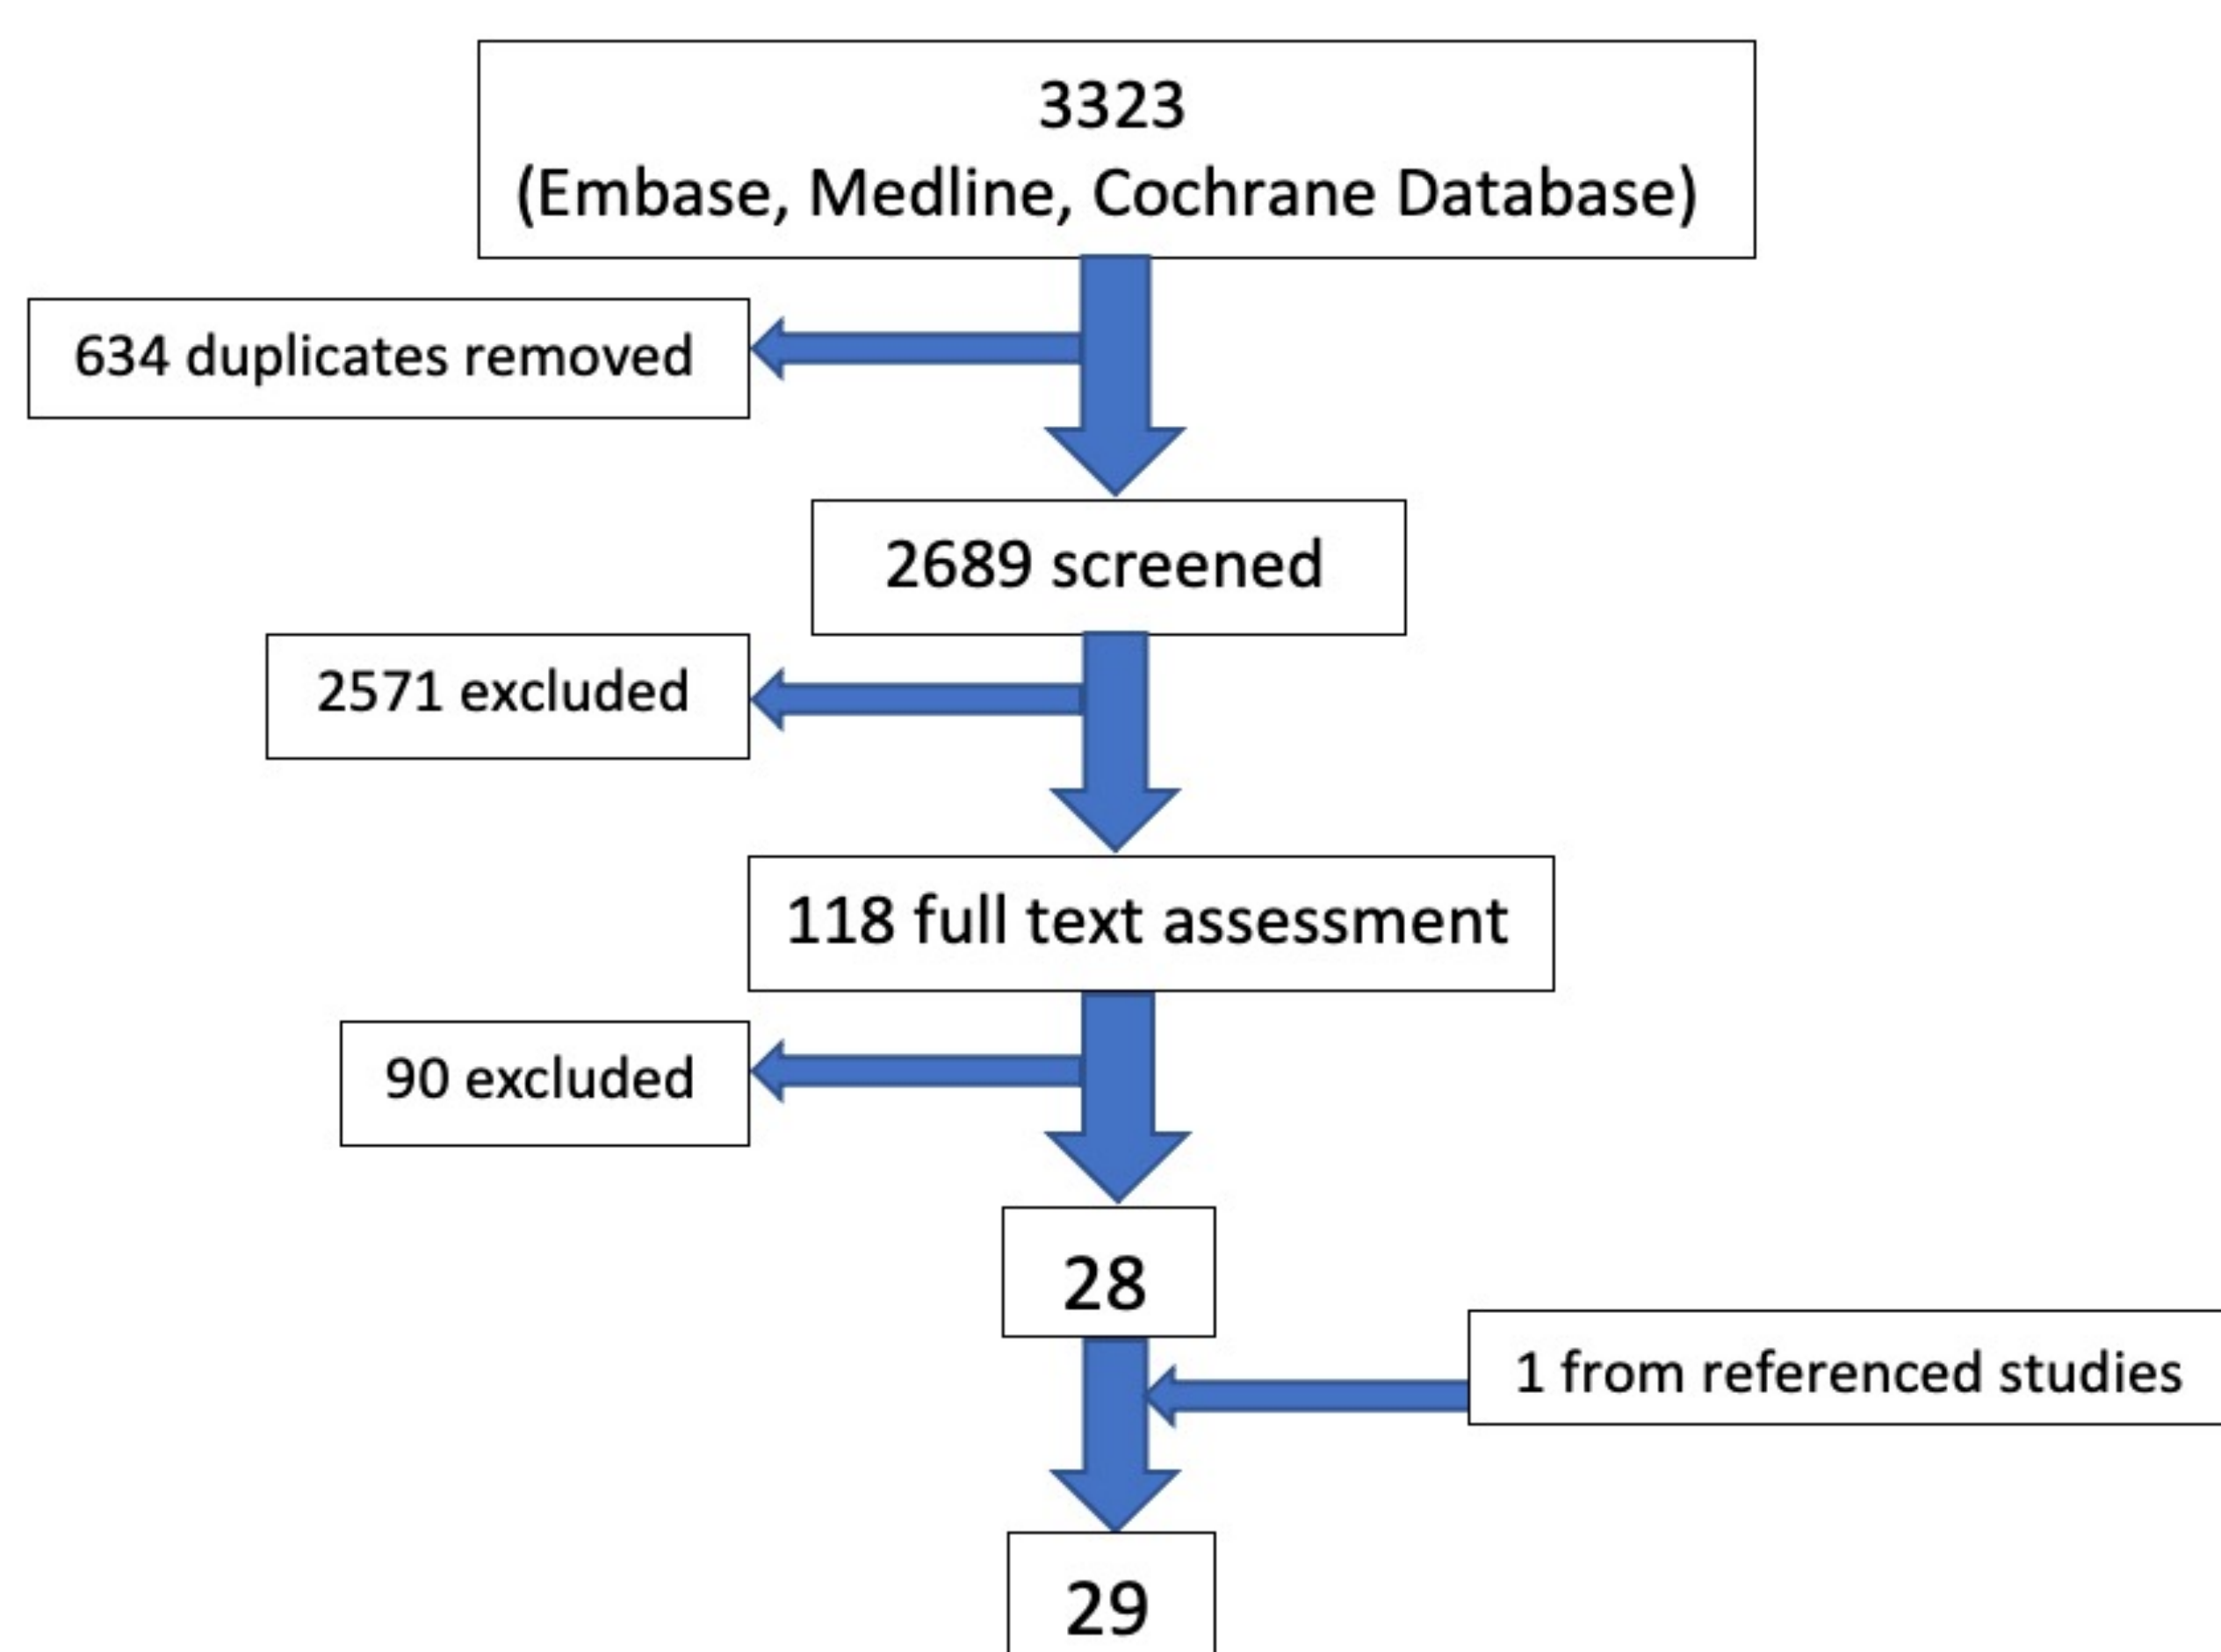 3323
(Embase, Medline, Cochrane Database)
634 duplicates removed
2689 screened
2571 excluded
118 full text assessment
90 excluded
28
1 from referenced studies
29